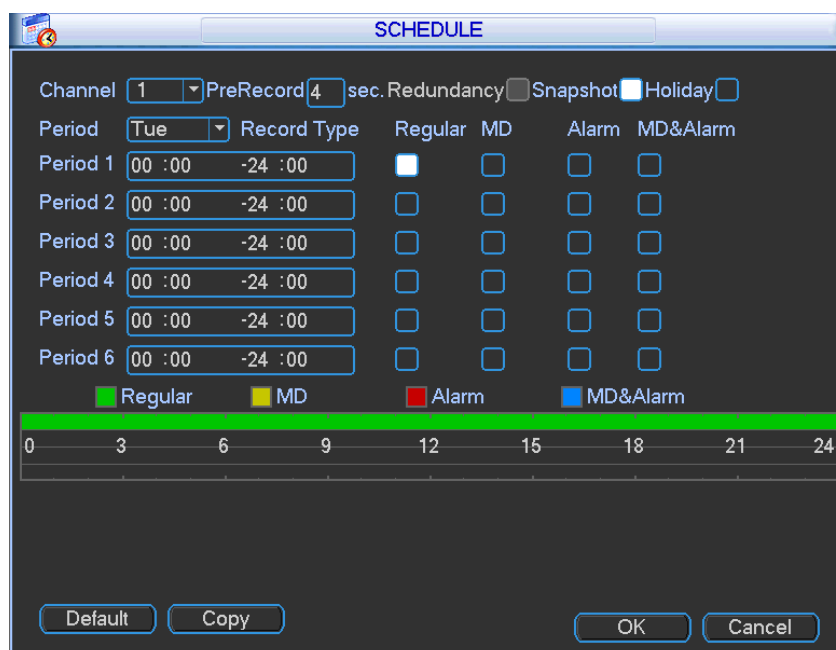 SCHEDULE
Channel 1 PreRecord 4 sec. Redundancy Snapshot Holiday
Period Tue Record Type Regular MD Alarm MD&Alarm
Period 1 00 :00 -24 :00
Period 2 00 :00 -24 :00
Period 3 00 :00 -24 :00
Period 4 00 :00 -24 :00
Period 5 00 :00 -24 :00
Period 6 00 :00 -24 :00
Regular MD Alarm MD&Alarm
0 3 6 9 12 15 18 21 24
Default Copy OK Cancel